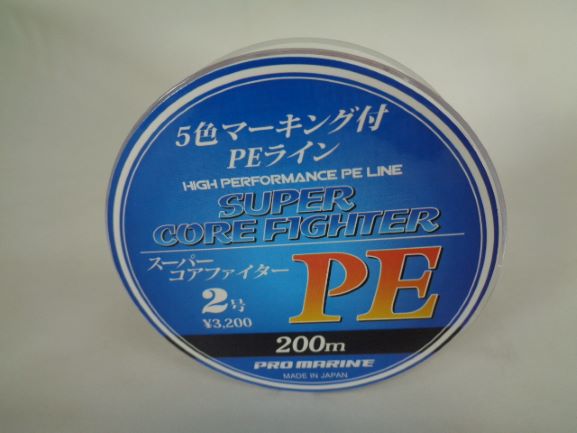 5色マーキング付
PEライン
HIGH PERFORMANCE PE LINE
SUPER
CORE FIGHTER
スーパー
コアファイター
PE
2号
¥3,200
200m
PRO MARINE
MADE IN JAPAN